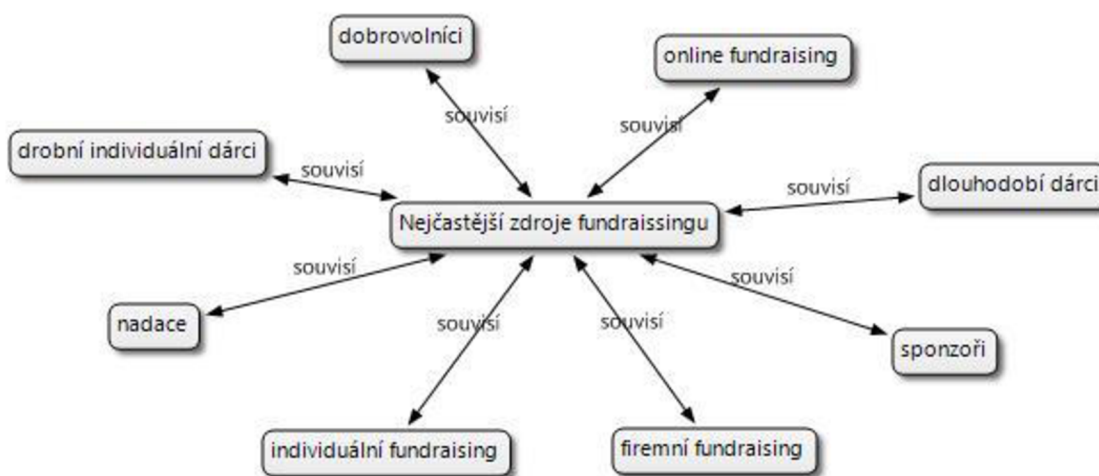 dobrovolníci
online fundraising
souvisí
souvisí
drobní individuální dárci
souvisí
souvisí
dlouhodobí dárci
Nejčastější zdroje fundraissingu
souvisí
souvisí
nadace
souvisí
souvisí
sponzoři
individuální fundraising
firemní fundraising